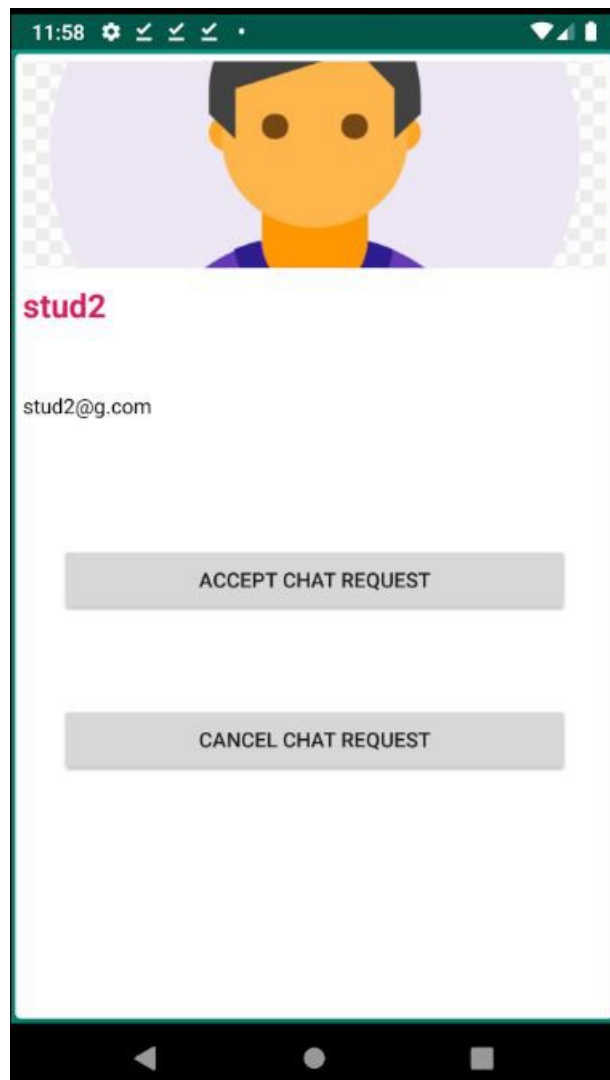 11:58
stud2
stud2@g.com
ACCEPT CHAT REQUEST
CANCEL CHAT REQUEST